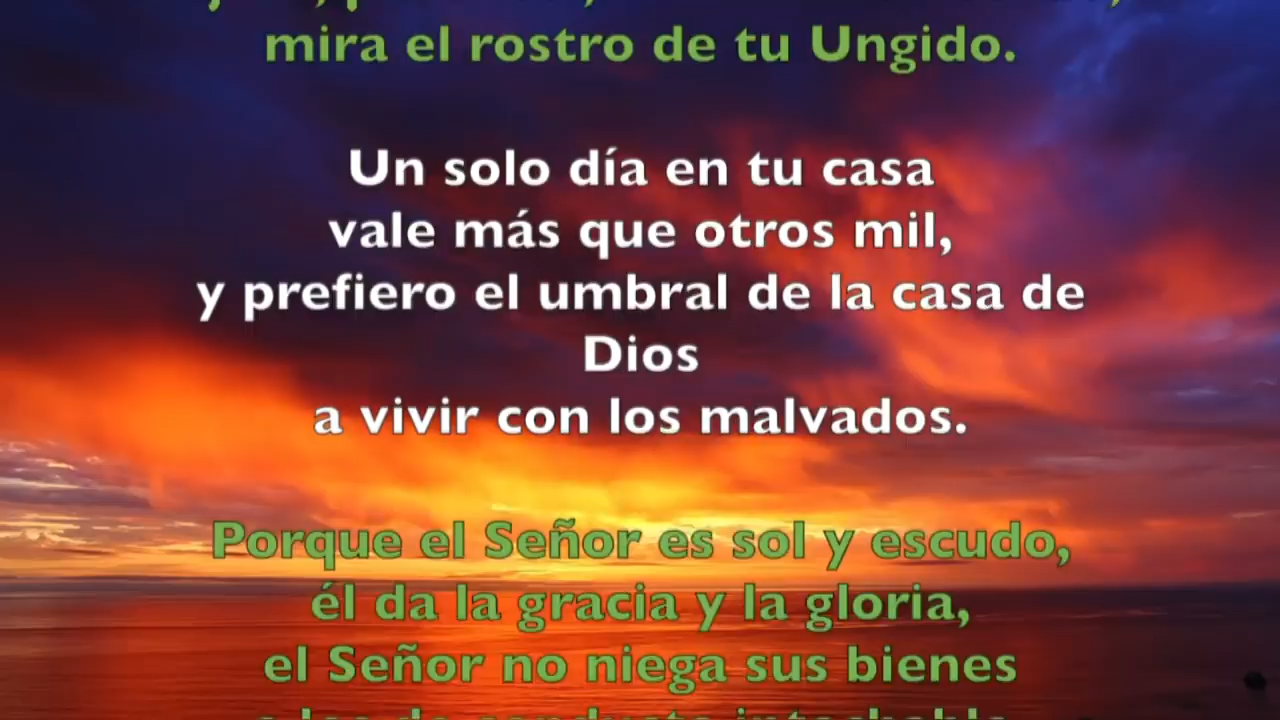 mira el rostro de tu Ungido.
Un solo día en tu casa
vale más que otros mil,
y prefiero el umbral de la casa de
Dios
a vivir con los malvados.
Porque el Señor es sol y escudo,
él da la gracia y la gloria,
el Señor no niega sus bienes